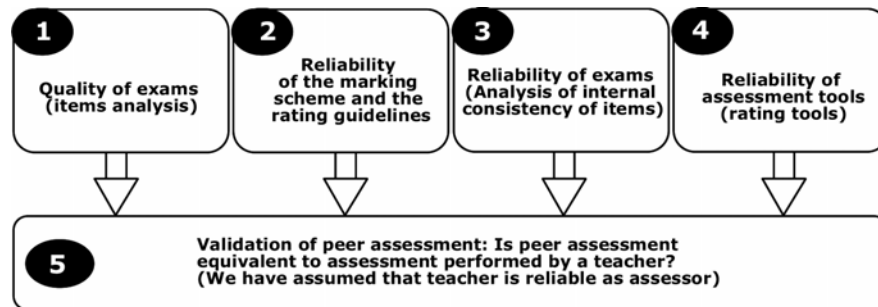 1
Quality of exams
(items analysis)
2
Reliability
of the marking
scheme and the
rating guidelines
3
Reliability of exams
(Analysis of internal
consistency of items)
4
Reliability of
assessment tools
(rating tools)
5
Validation of peer assessment: Is peer assessment
equivalent to assessment performed by a teacher?
(We have assumed that teacher is reliable as assessor)